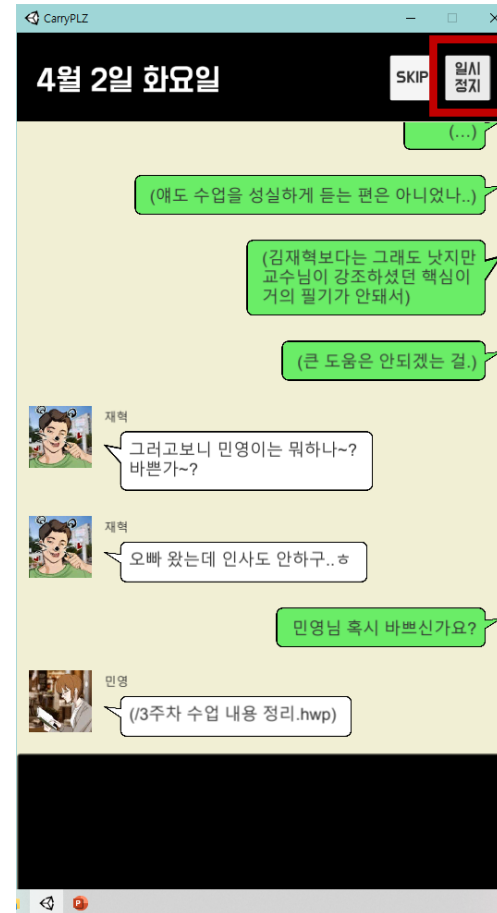 CarryPLZ
4월 2일 화요일
SKIP
일시
정지
(...)
(얘도 수업을 성실하게 듣는 편은 아니었나..)
(김재혁보다는 그래도 낫지만
교수님이 강조하셨던 핵심이
거의 필기가 안돼서)
(큰 도움은 안되겠는 걸.)
재혁
그러고보니 민영이는 뭐하나~?
바쁜가~?
재혁
오빠 왔는데 인사도 안하구..ㅎ
민영님 혹시 바쁘신가요?
민영
(/3주차 수업 내용 정리.hwp)